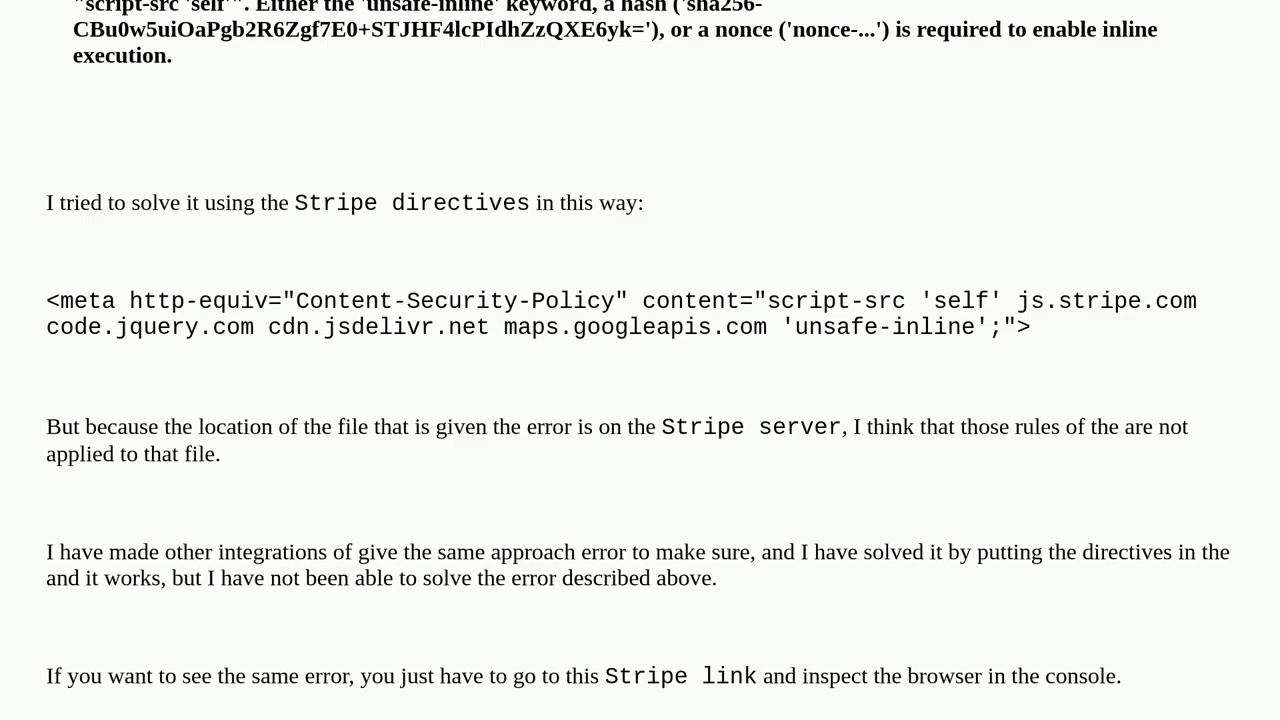 "script-src 'self'". Either the 'unsafe-inline' keyword, a hash ('sha256-
CBu0w5uiOaPgb2R6Zgf7E0+STJHF4lcPIdhZzQXE6yk='), or a nonce ('nonce-...') is required to enable inline
execution.
I tried to solve it using the Stripe directives in this way:
<meta http-equiv="Content-Security-Policy" content="script-src 'self' js.stripe.com
code.jquery.com cdn.jsdelivr.net maps.googleapis.com 'unsafe-inline';">
But because the location of the file that is given the error is on the Stripe server, I think that those rules of the are not
applied to that file.
I have made other integrations of give the same approach error to make sure, and I have solved it by putting the directives in the
and it works, but I have not been able to solve the error described above.
If you want to see the same error, you just have to go to this Stripe link and inspect the browser in the console.